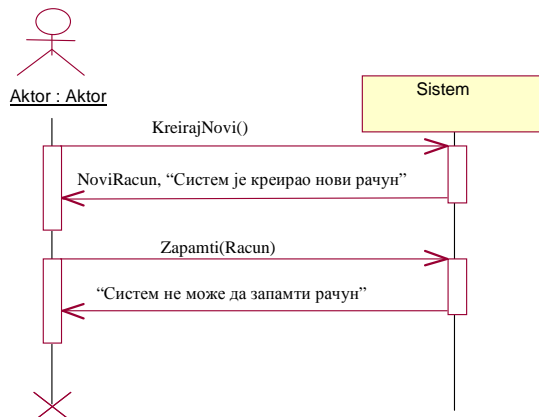 Aktor : Aktor
Sistem
KreirajNovi()
NoviRacun, “Систем је креирао нови рачун”
Zapamti(Racun)
“Систем не може да запамти рачун”